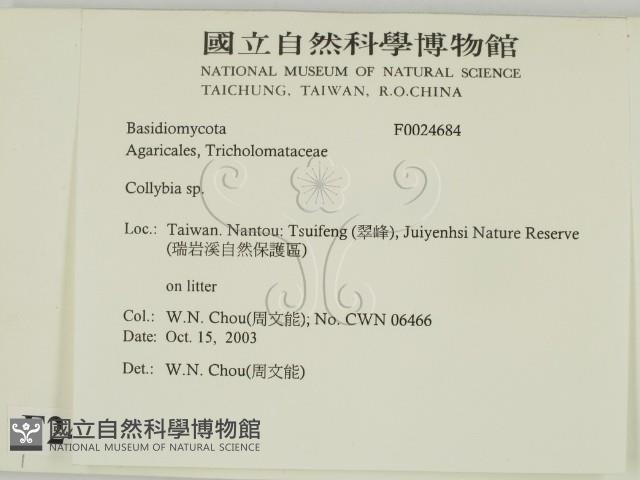 國立自然科學博物館
NATIONAL MUSEUM OF NATURAL SCIENCE
TAICHUNG, TAIWAN, R.O.CHINA
Basidiomycota F0024684
Agaricales, Tricholomataceae
Collybia sp.
Loc.: Taiwan. Nantou: Tsuifeng (翠峰), Juiyenhsi Nature Reserve
(瑞岩溪自然保護區)
on litter
Col.: W.N. Chou(周文能); No. CWN 06466
Date: Oct. 15, 2003
Det.: W.N. Chou(周文能)
國立自然科學博物館
NATIONAL MUSEUM OF NATURAL SCIENCE